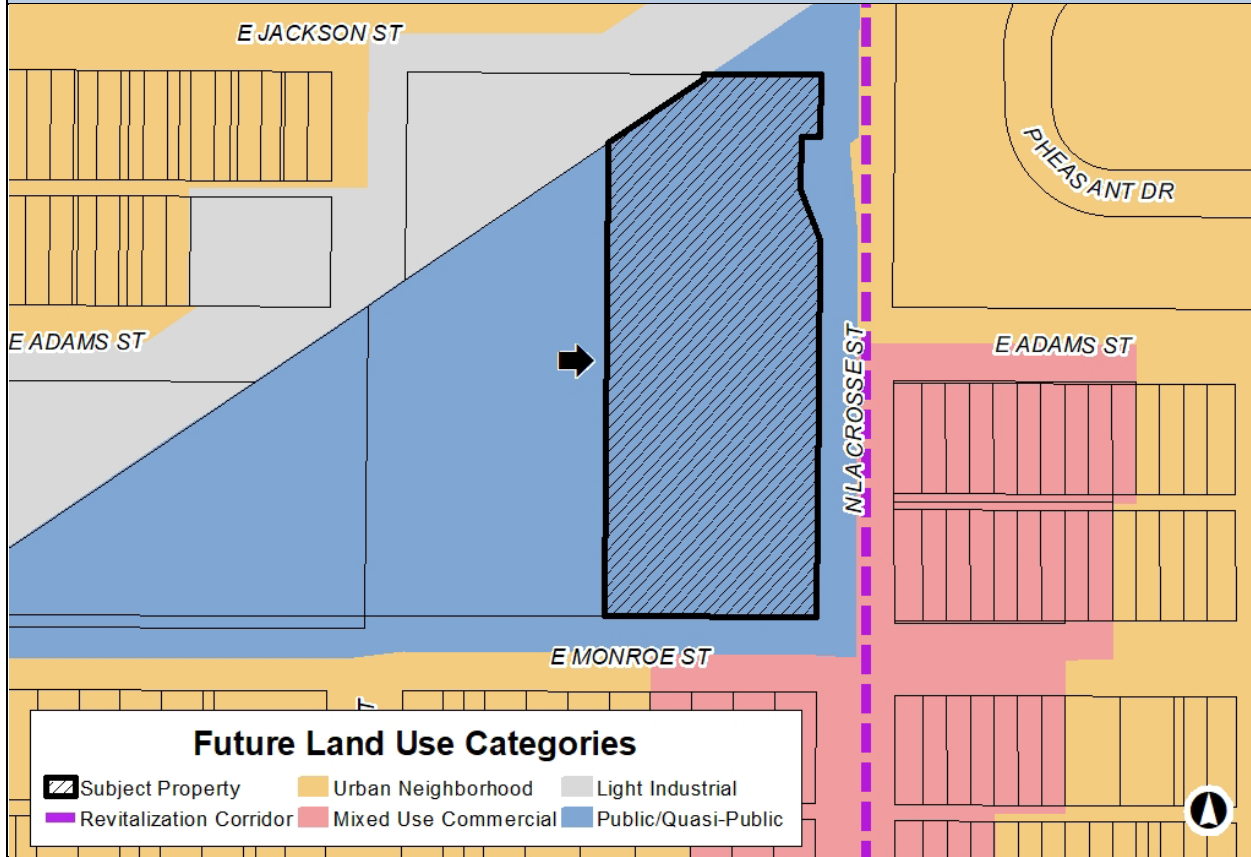 E JACKSON ST
PHEASANT DR
E ADAMS ST
E ADAMS ST
N LA CROSSE ST
E MONROE ST
T
Future Land Use Categories
Subject Property
Urban Neighborhood
Light Industrial
Revitalization Corridor
Mixed Use Commercial
Public/Quasi-Public